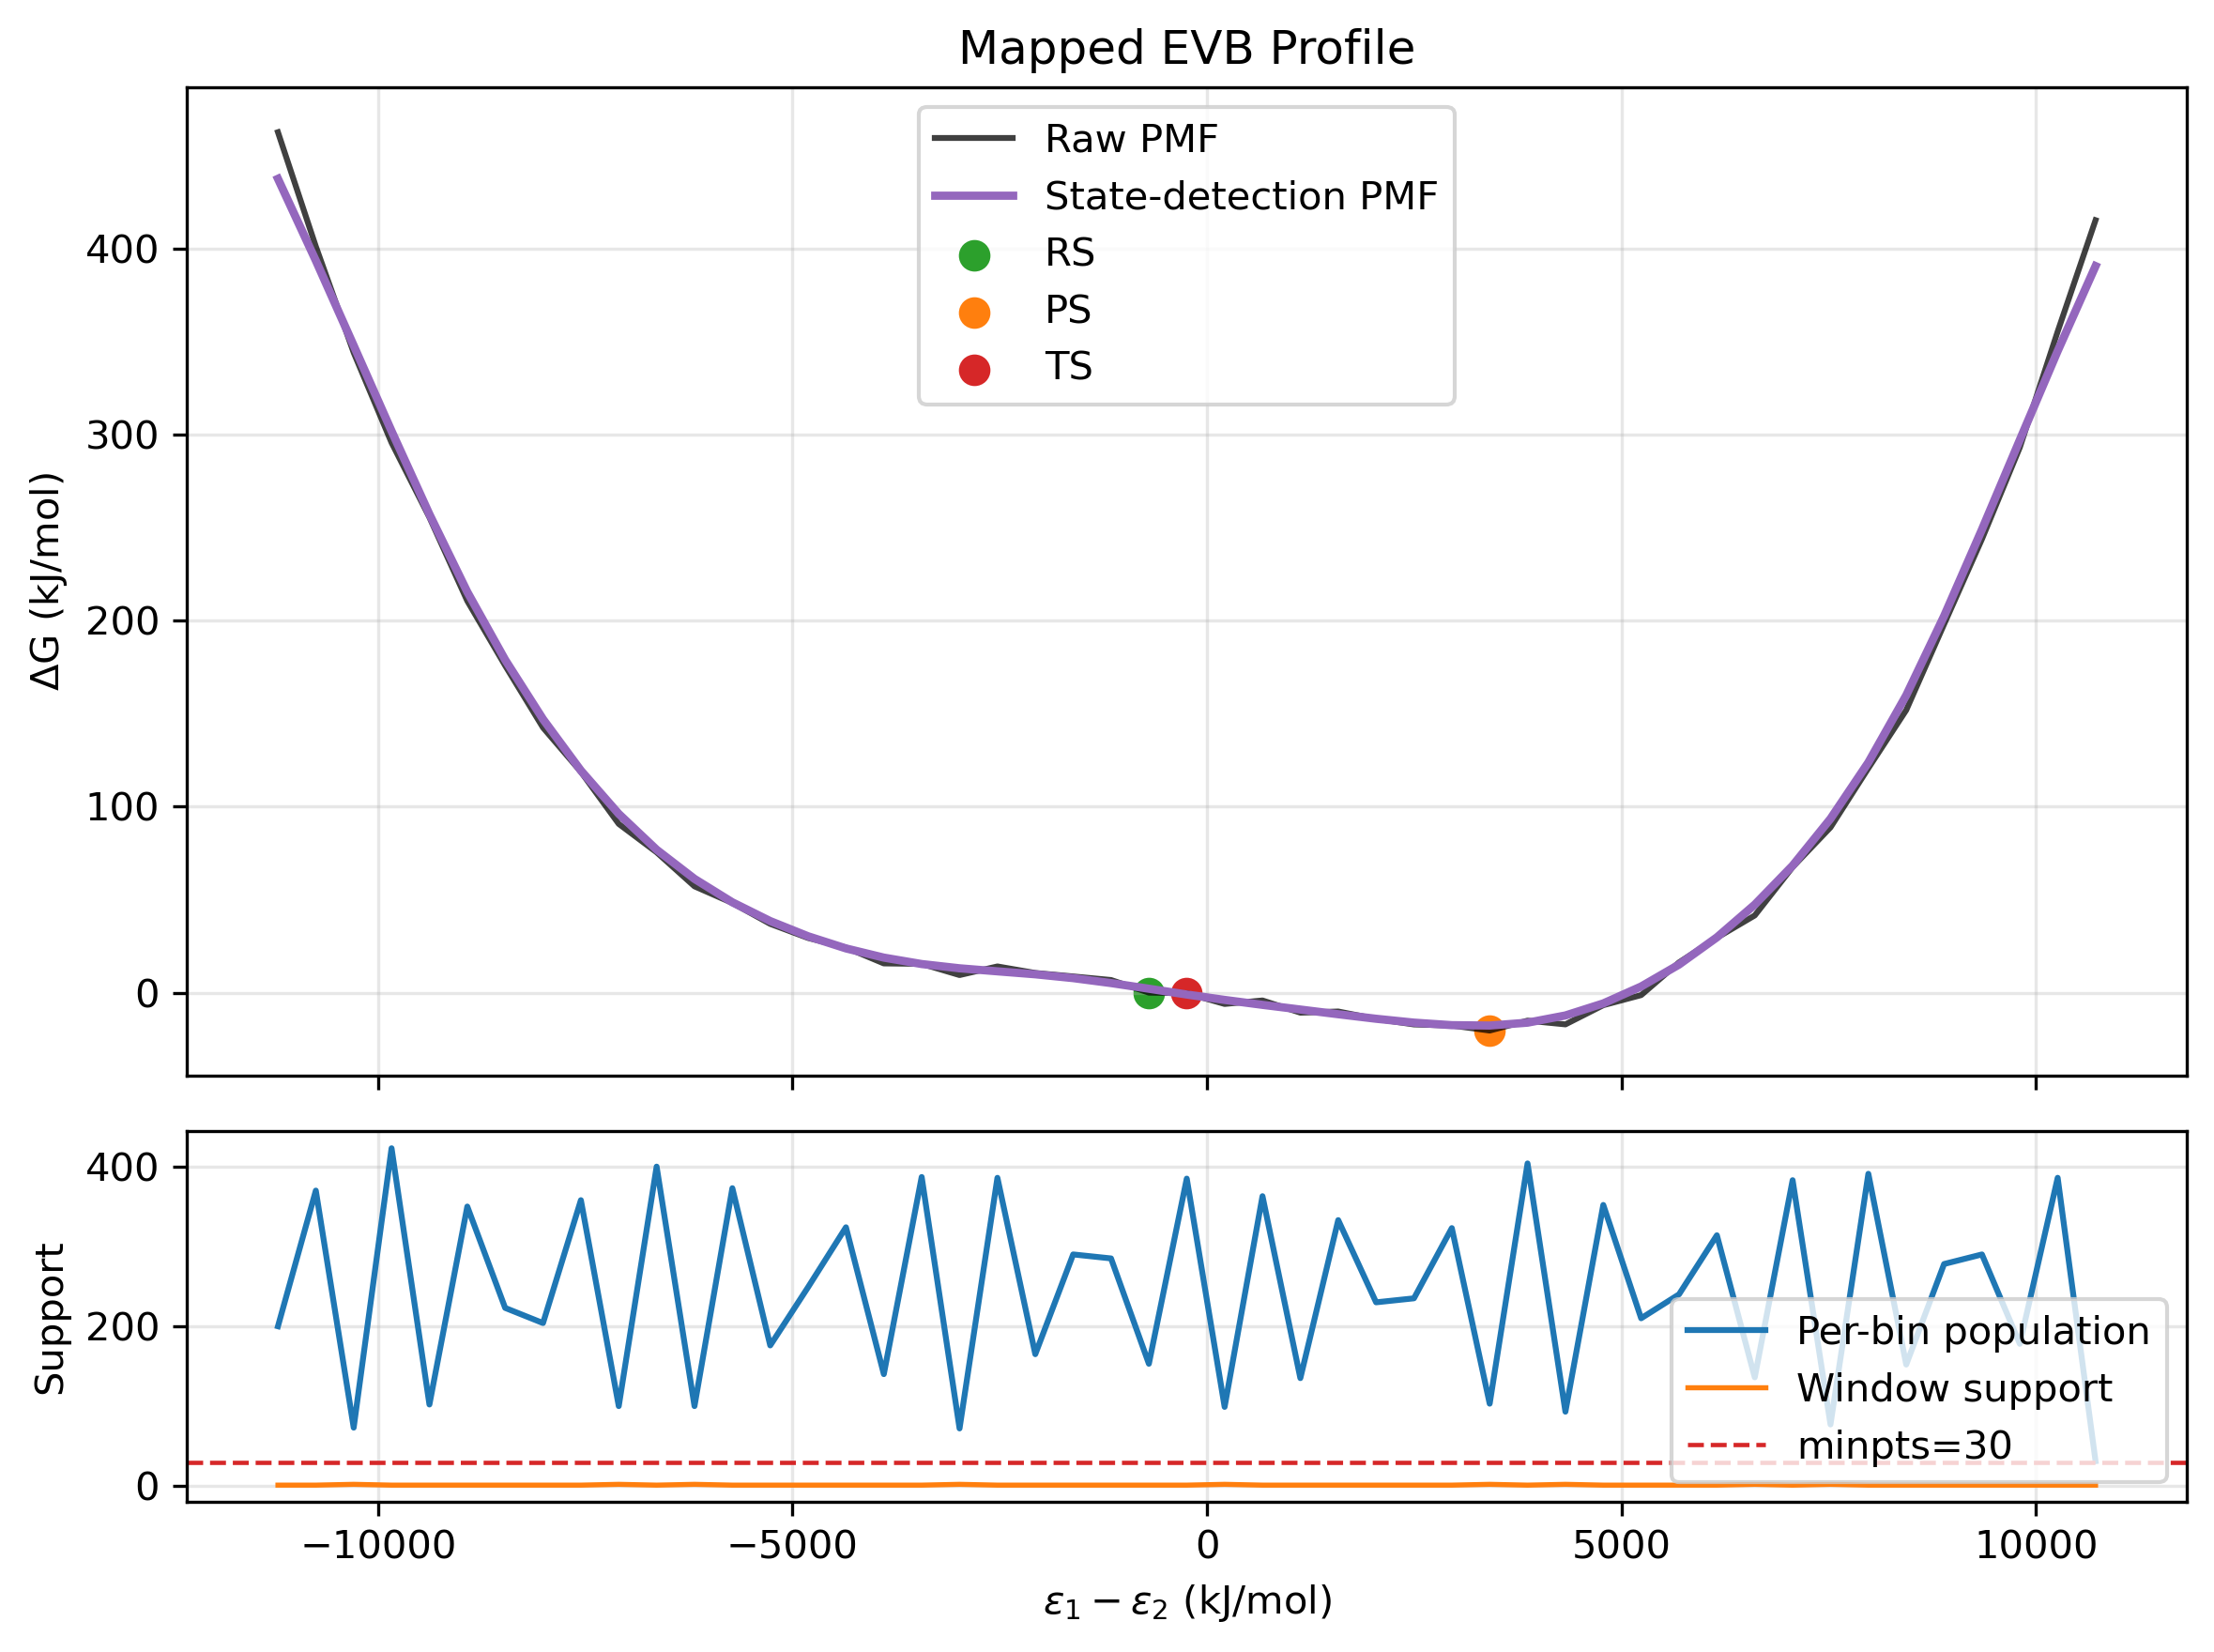 Mapped EVB Profile
Raw PMF
State-detection PMF
RS
PS
TS
400
300
200
100
0
ΔG (kJ/mol)
400
200
0
Support
Per-bin population
Window support
minpts=30
−10000
−5000
0
5000
10000
ε₁ − ε₂ (kJ/mol)